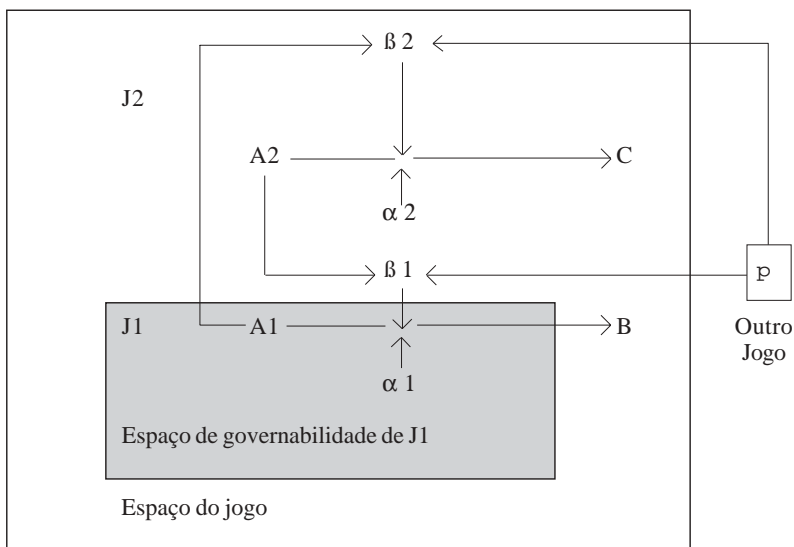 ß 2
J2
A2
C
α 2
ß 1
p
J1
A1
B
Outro
Jogo
α 1
Espaço de governabilidade de J1
Espaço do jogo